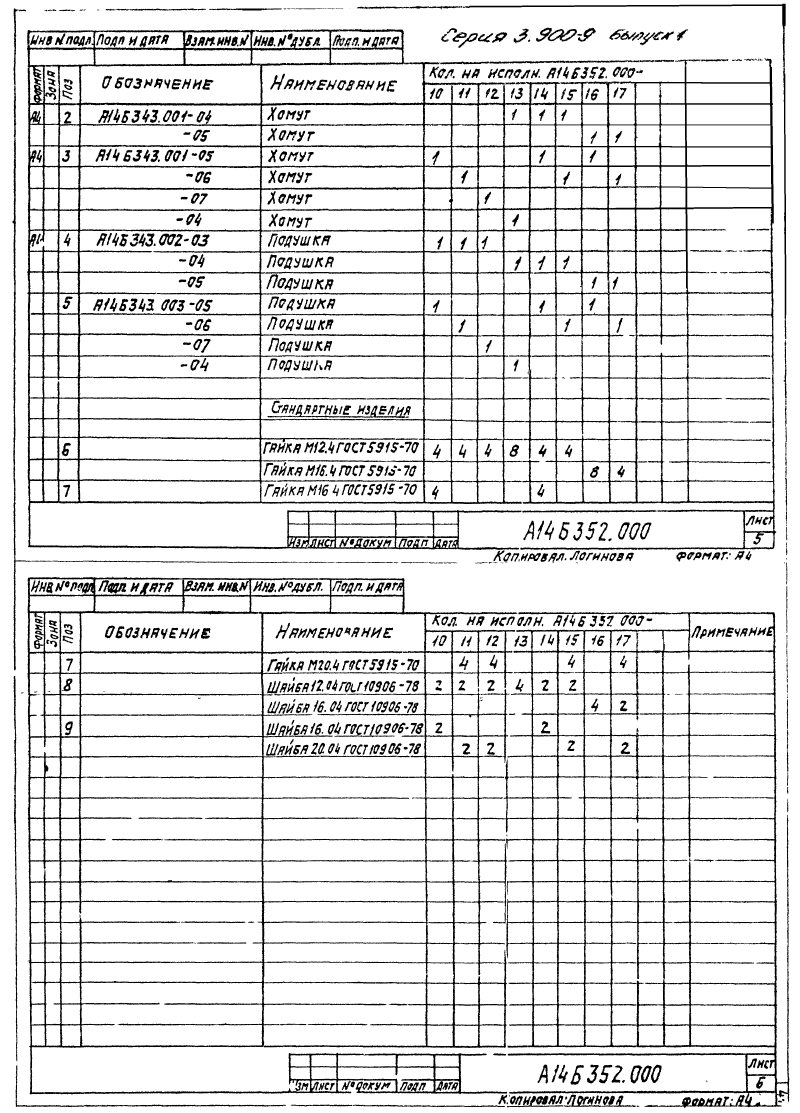 Серия 3.900-9 выпуск 1
Инв.N подл. Подп и дата Взам.инв.N Инв.N°дубл. Подп. и дата
Формат Зона Поз Обозначение Наименование Кол. на исполн. А14Б352.000-
10 11 12 13 14 15 16 17
А4 2 А14Б343.001-04 Хомут 1 1 1
-05 Хомут 1 1
А4 3 А14Б343.001-05 Хомут 1 1 1
-06 Хомут 1 1 1
-07 Хомут 1
-04 Хомут 1
4 А14Б343.002-03 Подушка 1 1 1
-04 Подушка 1 1 1
-05 Подушка 1 1
5 А14Б343.003-05 Подушка 1 1 1
-06 Подушка 1 1 1
-07 Подушка 1
-04 Подушка 1
Стандартные изделия
6 Гайка М12.4 ГОСТ 5915-70 4 4 4 8 4 4
Гайка М16.4 ГОСТ 5915-70 8 4
7 Гайка М16 4 ГОСТ 5915-70 4 4
А14Б352.000 Лист
Изм Лист N°докум Подп Дата 5
Копировал: Логинова Формат: А4
Инв.N°подл Подп. и дата Взам. инв.N Инв.N°дубл. Подп. и дата
Формат Зона Поз Обозначение Наименование Кол. на исполн. А14Б352.000- Примечание
10 11 12 13 14 15 16 17
7 Гайка М20.4 ГОСТ 5915-70 4 4 4 4
8 Шайба 12.04 ГОСТ 10906-78 2 2 2 4 2 2
Шайба 16.04 ГОСТ 10906-78 4 2
9 Шайба 16.04 ГОСТ 10906-78 2 2
Шайба 20.04 ГОСТ 10906-78 2 2 2 2
А14Б352.000 Лист
Изм Лист N°докум Подп Дата 6
Копировал: Логинова Формат: А4